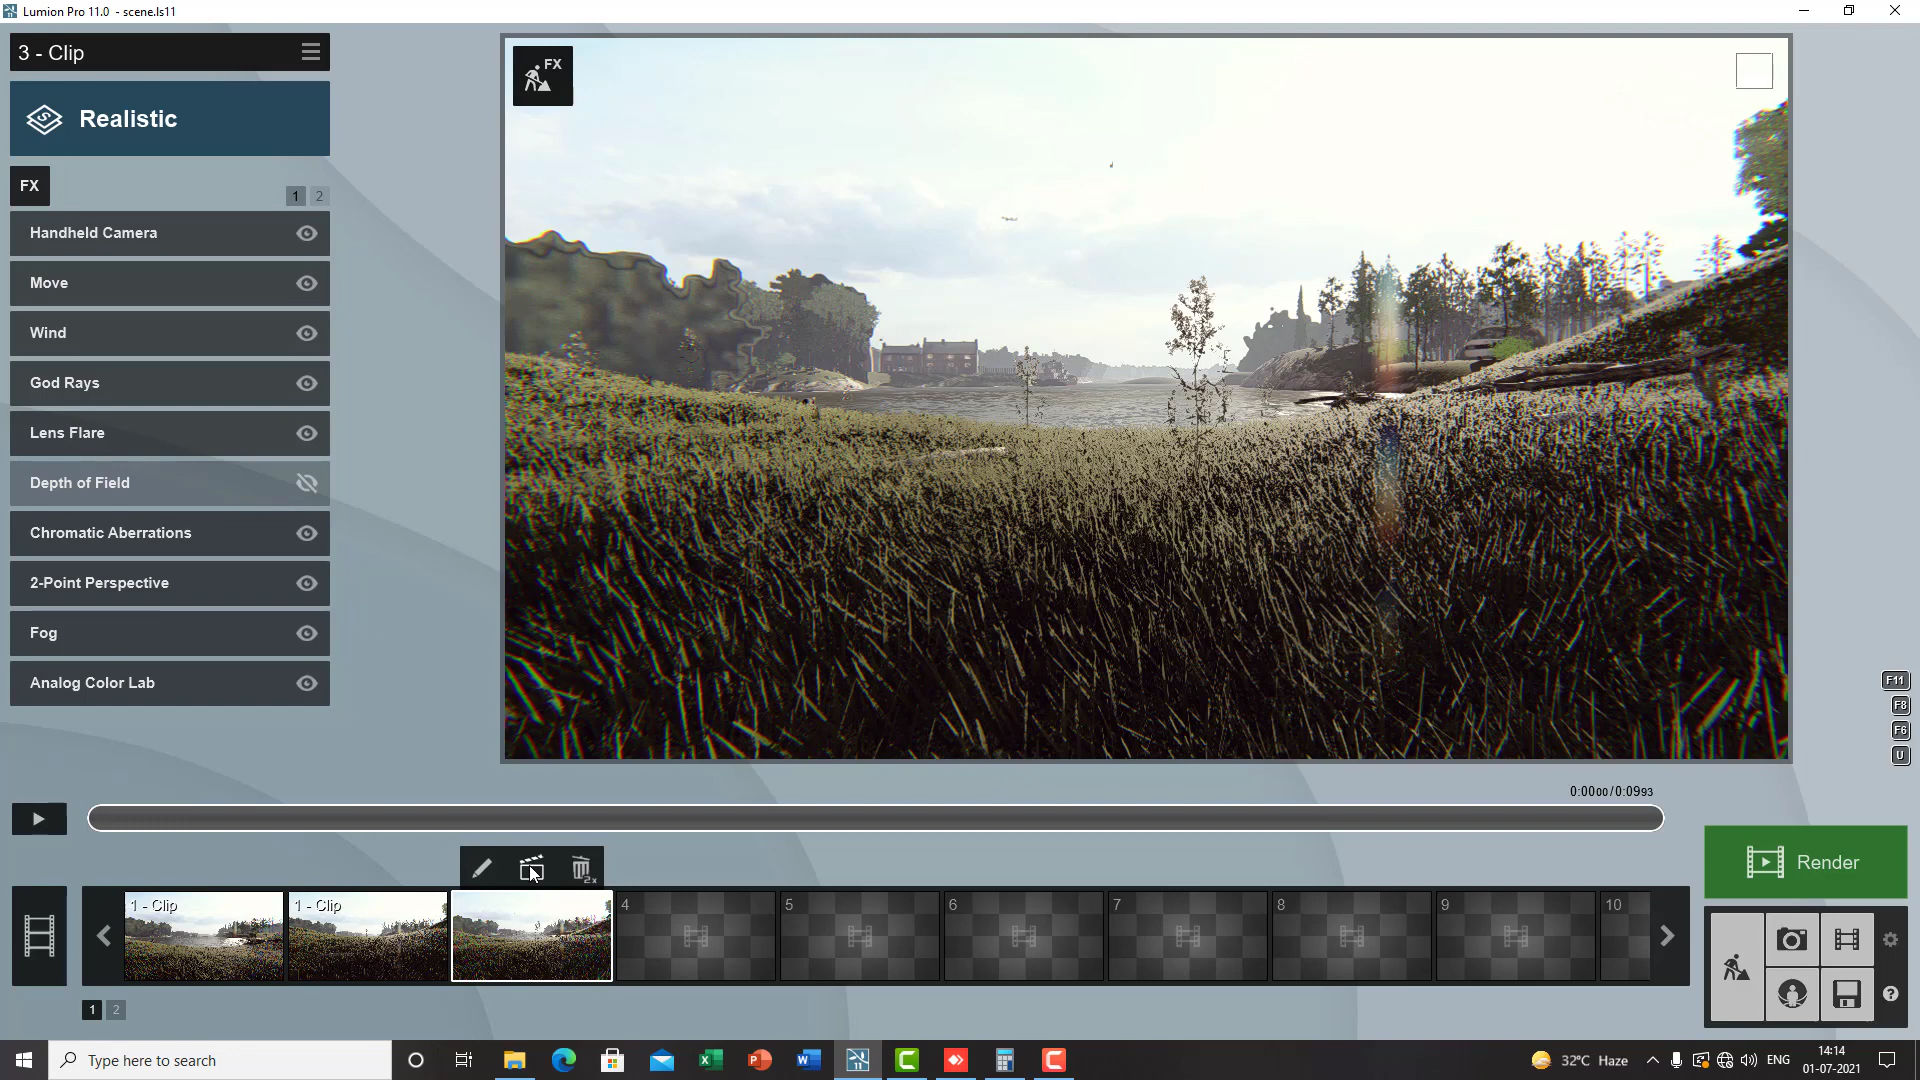 Lumion Pro 11.0 - scene.ls11
3 - Clip
Realistic
FX
1 2
Handheld Camera
Move
Wind
God Rays
Lens Flare
Depth of Field
Chromatic Aberrations
2-Point Perspective
Fog
Analog Color Lab
FX
F11
F8
F6
U
0:0000/0:0993
2x
1 - Clip
1 - Clip
4
5
6
7
8
9
10
Render
1 2
Type here to search
32°C Haze
ENG
14:14
01-07-2021